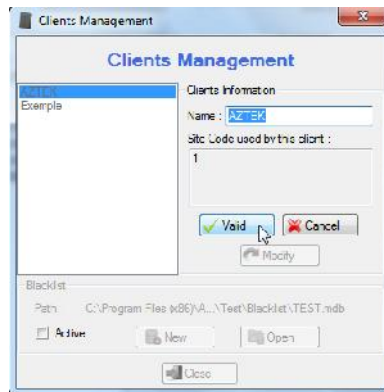 Clients Management
Clients Management
AZTEK
Exemple
Clients Information
Name : AZTEK
Site Code used by this client :
1
Valid
Cancel
Modify
Blacklist
Path C:\Program Files (x86)\A...\Test\Blacklist\TEST.mdb
Active
New
Open
Close